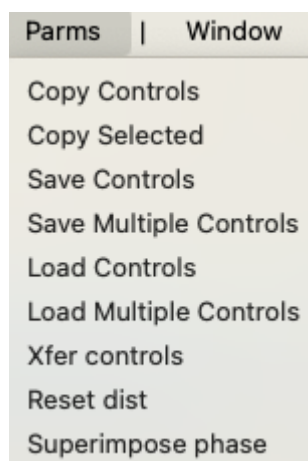 Parms | Window
Copy Controls
Copy Selected
Save Controls
Save Multiple Controls
Load Controls
Load Multiple Controls
Xfer controls
Reset dist
Superimpose phase